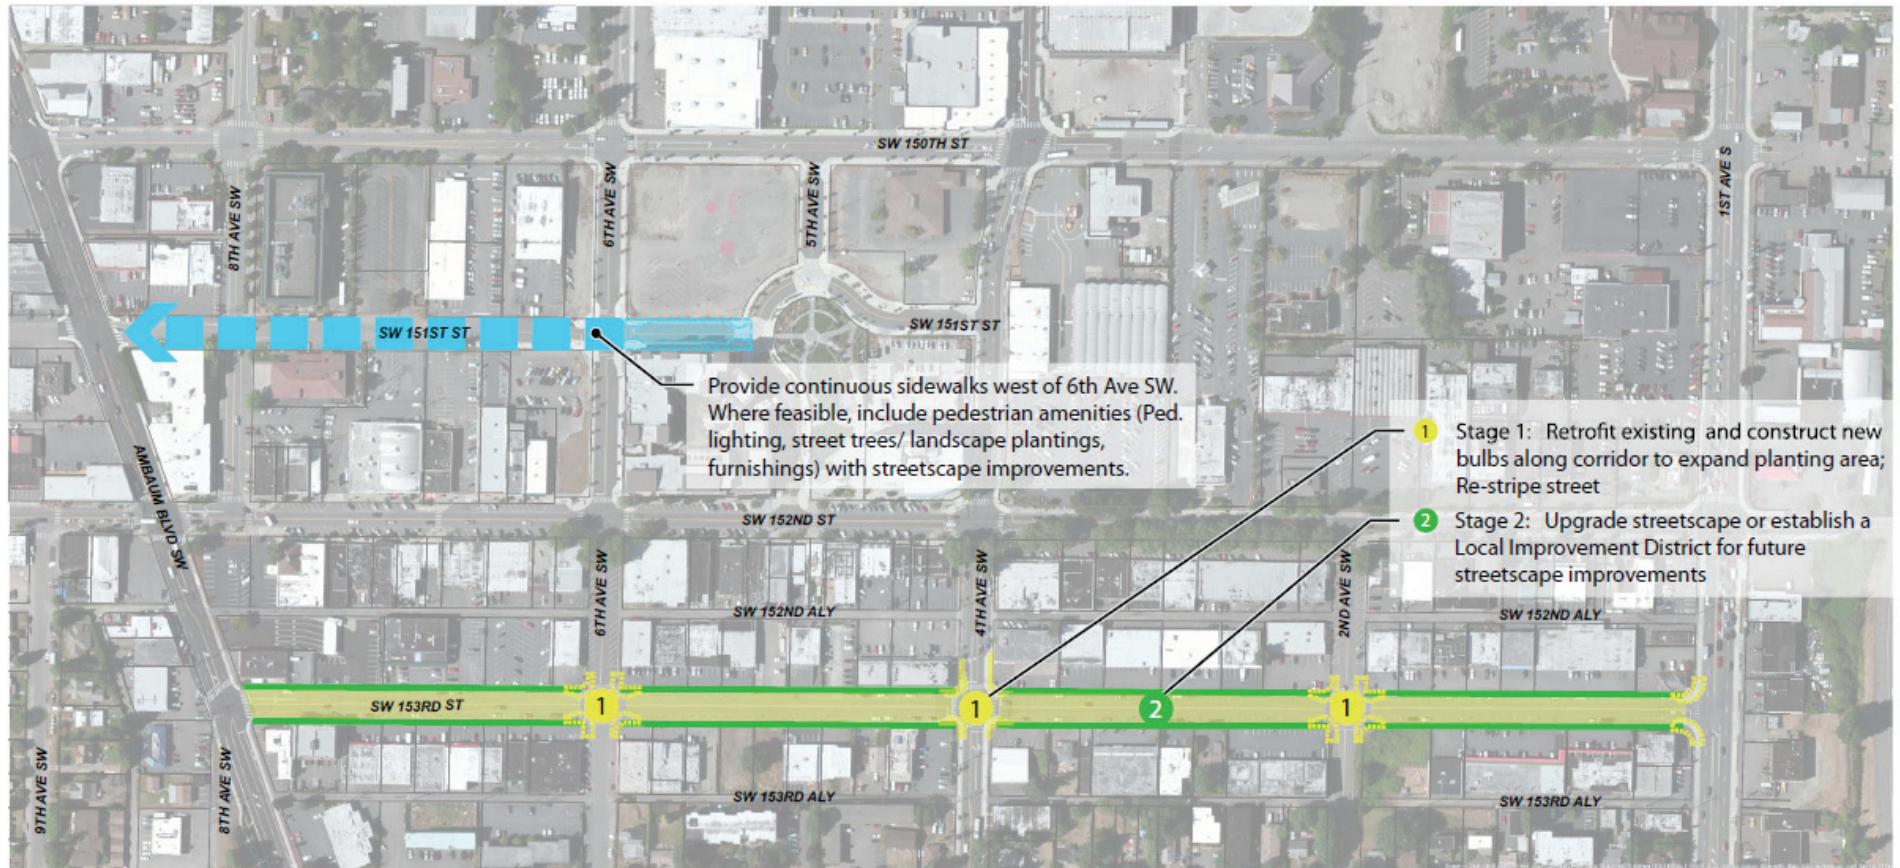 SW 150TH ST
1ST AVE S
8TH AVE SW
6TH AVE SW
5TH AVE SW
SW 151ST ST
SW 151ST ST
Provide continuous sidewalks west of 6th Ave SW.
Where feasible, include pedestrian amenities (Ped.
lighting, street trees/ landscape plantings,
furnishings) with streetscape improvements.
1 Stage 1: Retrofit existing and construct new
bulbs along corridor to expand planting area;
Re-stripe street
2 Stage 2: Upgrade streetscape or establish a
Local Improvement District for future
streetscape improvements
AMBAUM BLVD SW
SW 152ND ST
6TH AVE SW
4TH AVE SW
2ND AVE SW
SW 152ND ALY
SW 152ND ALY
SW 153RD ST
1
1
2
1
9TH AVE SW
8TH AVE SW
SW 153RD ALY
SW 153RD ALY